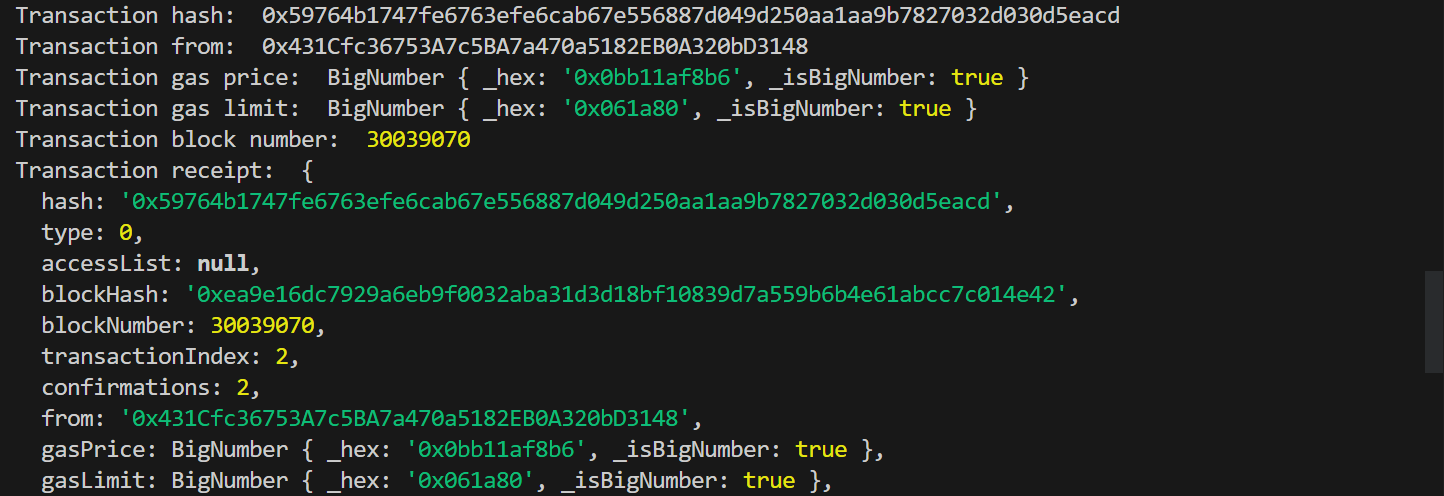 Transaction hash:  0x59764b1747fe6763efe6cab67e556887d049d250aa1aa9b7827032d030d5eacd
Transaction from:  0x431Cfc36753A7c5BA7a470a5182EB0A320bD3148
Transaction gas price:  BigNumber { _hex: '0x0bb11af8b6', _isBigNumber: true }
Transaction gas limit:  BigNumber { _hex: '0x061a80', _isBigNumber: true }
Transaction block number:  30039070
Transaction receipt:  {
  hash: '0x59764b1747fe6763efe6cab67e556887d049d250aa1aa9b7827032d030d5eacd',
  type: 0,
  accessList: null,
  blockHash: '0xea9e16dc7929a6eb9f0032aba31d3d18bf10839d7a559b6b4e61abcc7c014e42',
  blockNumber: 30039070,
  transactionIndex: 2,
  confirmations: 2,
  from: '0x431Cfc36753A7c5BA7a470a5182EB0A320bD3148',
  gasPrice: BigNumber { _hex: '0x0bb11af8b6', _isBigNumber: true },
  gasLimit: BigNumber { _hex: '0x061a80', _isBigNumber: true },